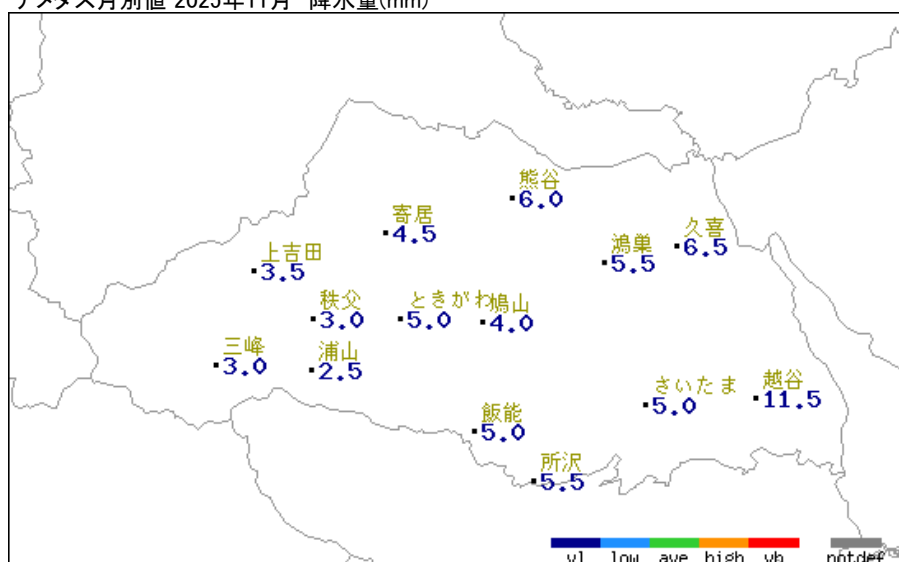 アメダス月別値 2025年11月 降水量(mm)
熊谷
6.0
寄居
4.5
久喜
6.5
鴻巣
5.5
上吉田
3.5
秩父
3.0
ときがわ
5.0
鳩山
4.0
三峰
3.0
浦山
2.5
さいたま
5.0
越谷
11.5
飯能
5.0
所沢
5.5
vl low ave high vh notdef